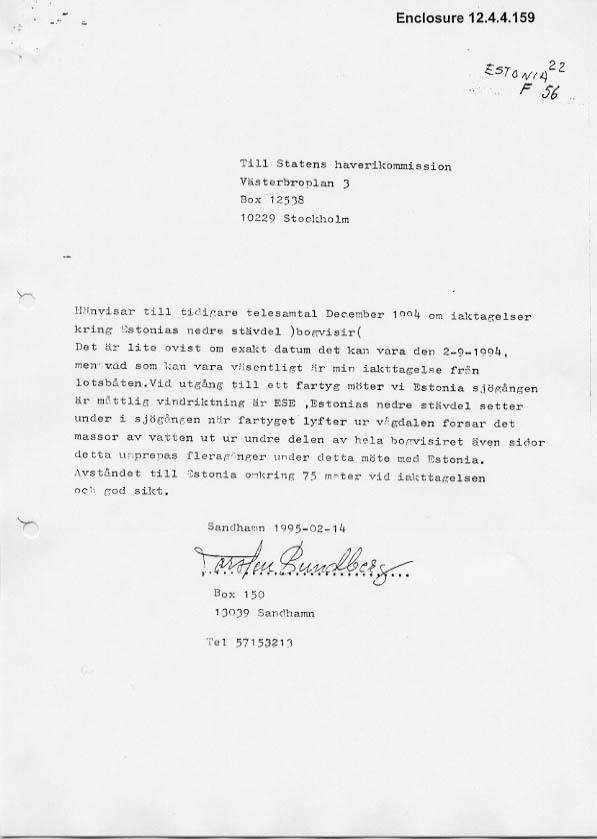 Enclosure 12.4.4.159
ESTONIA 22
F 56
Till Statens haverikommission
Västerbroplan 3
Box 12538
10229 Stockholm
Hänvisar till tidigare telesamtal December 1994 om iaktagelser
kring Estonias nedre stävdel )bogvisir(
Det är lite ovist om exakt datum det kan vara den 2-9-1994,
men vad som kan vara väsentligt är min iakttagelse från
lotsbåten.Vid utgång till ett fartyg möter vi Estonia sjögången
är måttlig vindriktning är ESE ,Estonias nedre stävdel setter
under i sjögången när fartyget lyfter ur vågdalen forsar det
massor av vatten ut ur undre delen av hela bogvisiret även sidor
detta upprepas fleragånger under detta möte med Estonia.
Avståndet till Estonia omkring 75 meter vid iakttagelsen
och god sikt.
Sandhamn 1995-02-14
Torsten Sundberg
Box 150
13039 Sandhamn
Tel 57153213